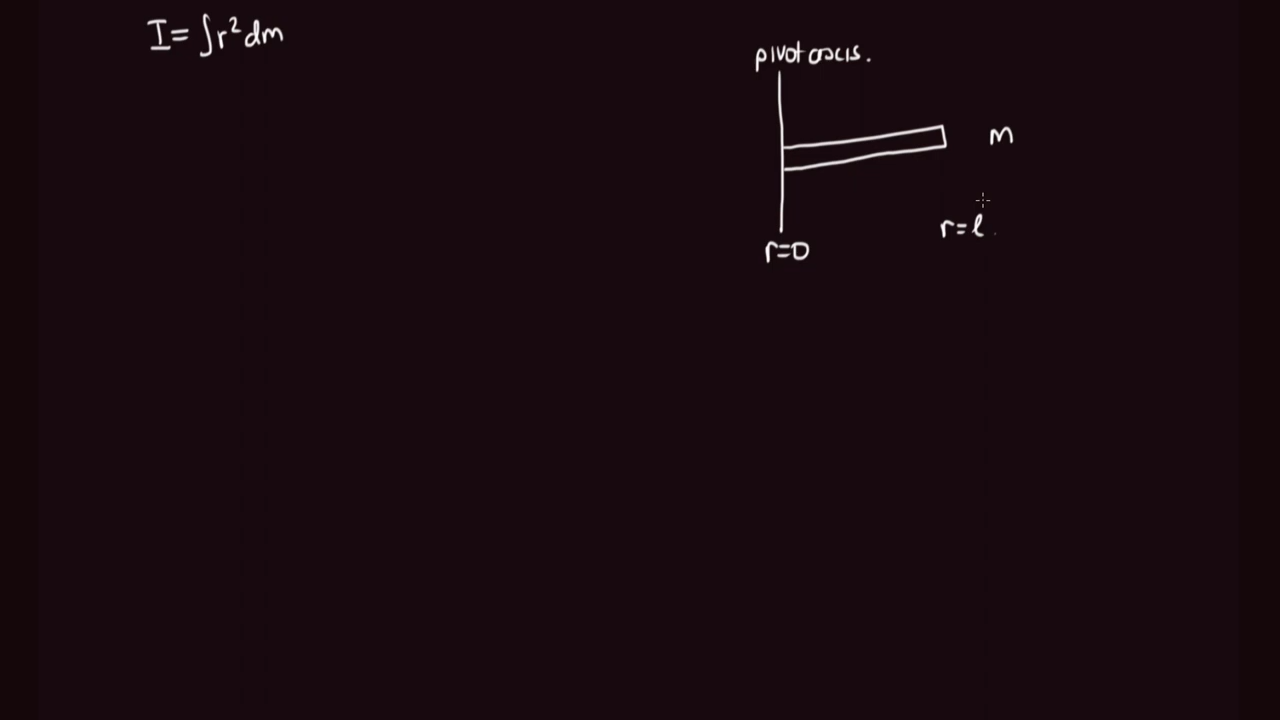 I = ∫r²dm
pivot axis.
m
r=l.
r=0